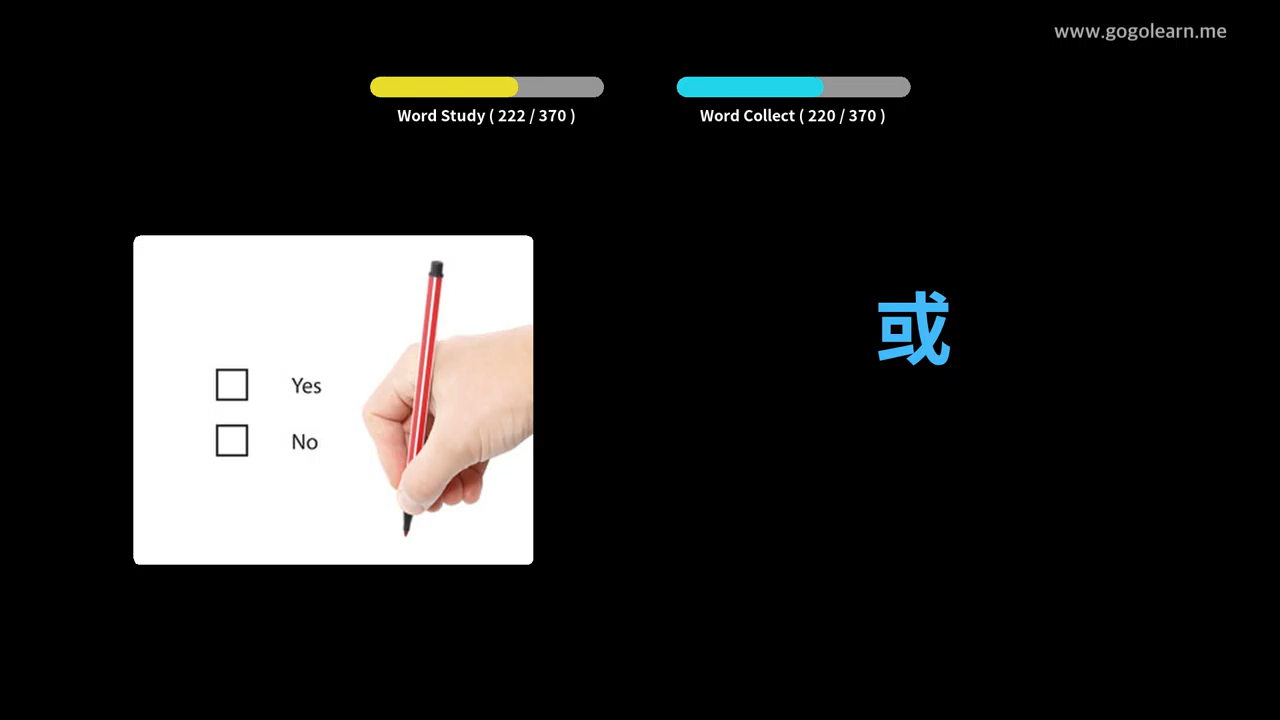 www.gogolearn.me
Word Study ( 222 / 370 )
Word Collect ( 220 / 370 )
Yes
No
或